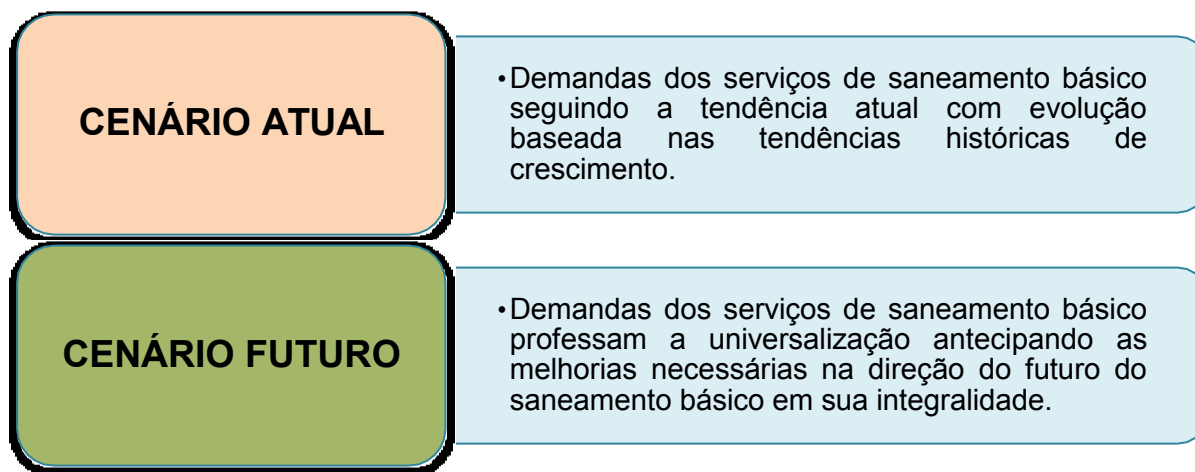 CENÁRIO ATUAL
•Demandas dos serviços de saneamento básico
seguindo a tendência atual com evolução
baseada nas tendências históricas de
crescimento.
CENÁRIO FUTURO
•Demandas dos serviços de saneamento básico
professam a universalização antecipando as
melhorias necessárias na direção do futuro do
saneamento básico em sua integralidade.